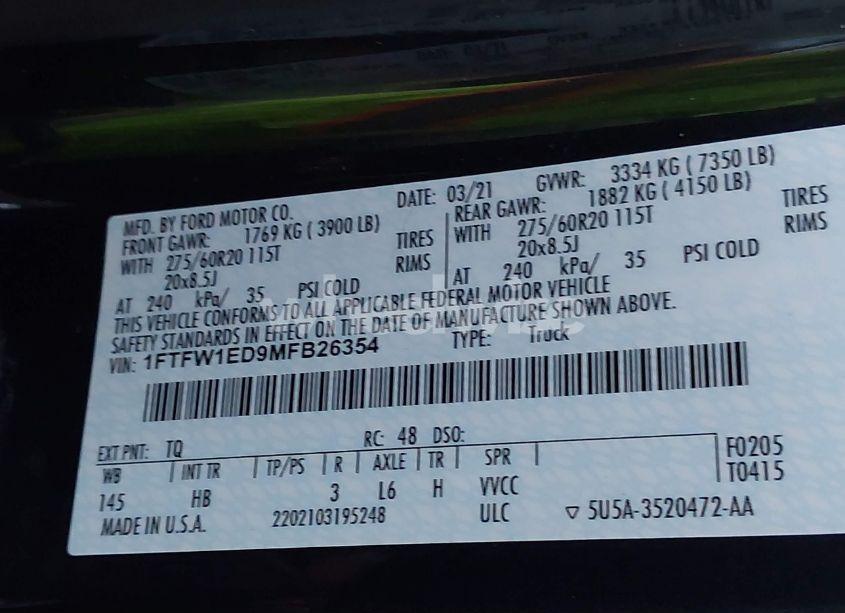 MFD. BY FORD MOTOR CO. DATE: 03/21 GVWR: 3334 KG ( 7350 LB)
FRONT GAWR: 1769 KG ( 3900 LB) REAR GAWR: 1882 KG ( 4150 LB)
WITH 275/60R20 115T TIRES WITH 275/60R20 115T TIRES
20x8.5J RIMS 20x8.5J RIMS
AT 240 kPa/ 35 PSI COLD AT 240 kPa/ 35 PSI COLD
THIS VEHICLE CONFORMS TO ALL APPLICABLE FEDERAL MOTOR VEHICLE
SAFETY STANDARDS IN EFFECT ON THE DATE OF MANUFACTURE SHOWN ABOVE.
VIN: 1FTFW1ED9MFB26354 TYPE: Truck
EXT PNT: TQ RC: 48 DSO:
WB INT TR TP/PS R AXLE TR SPR F0205
145 HB 3 L6 H VVCC T0415
MADE IN U.S.A. 2202103195248 ULC 5U5A-3520472-AA